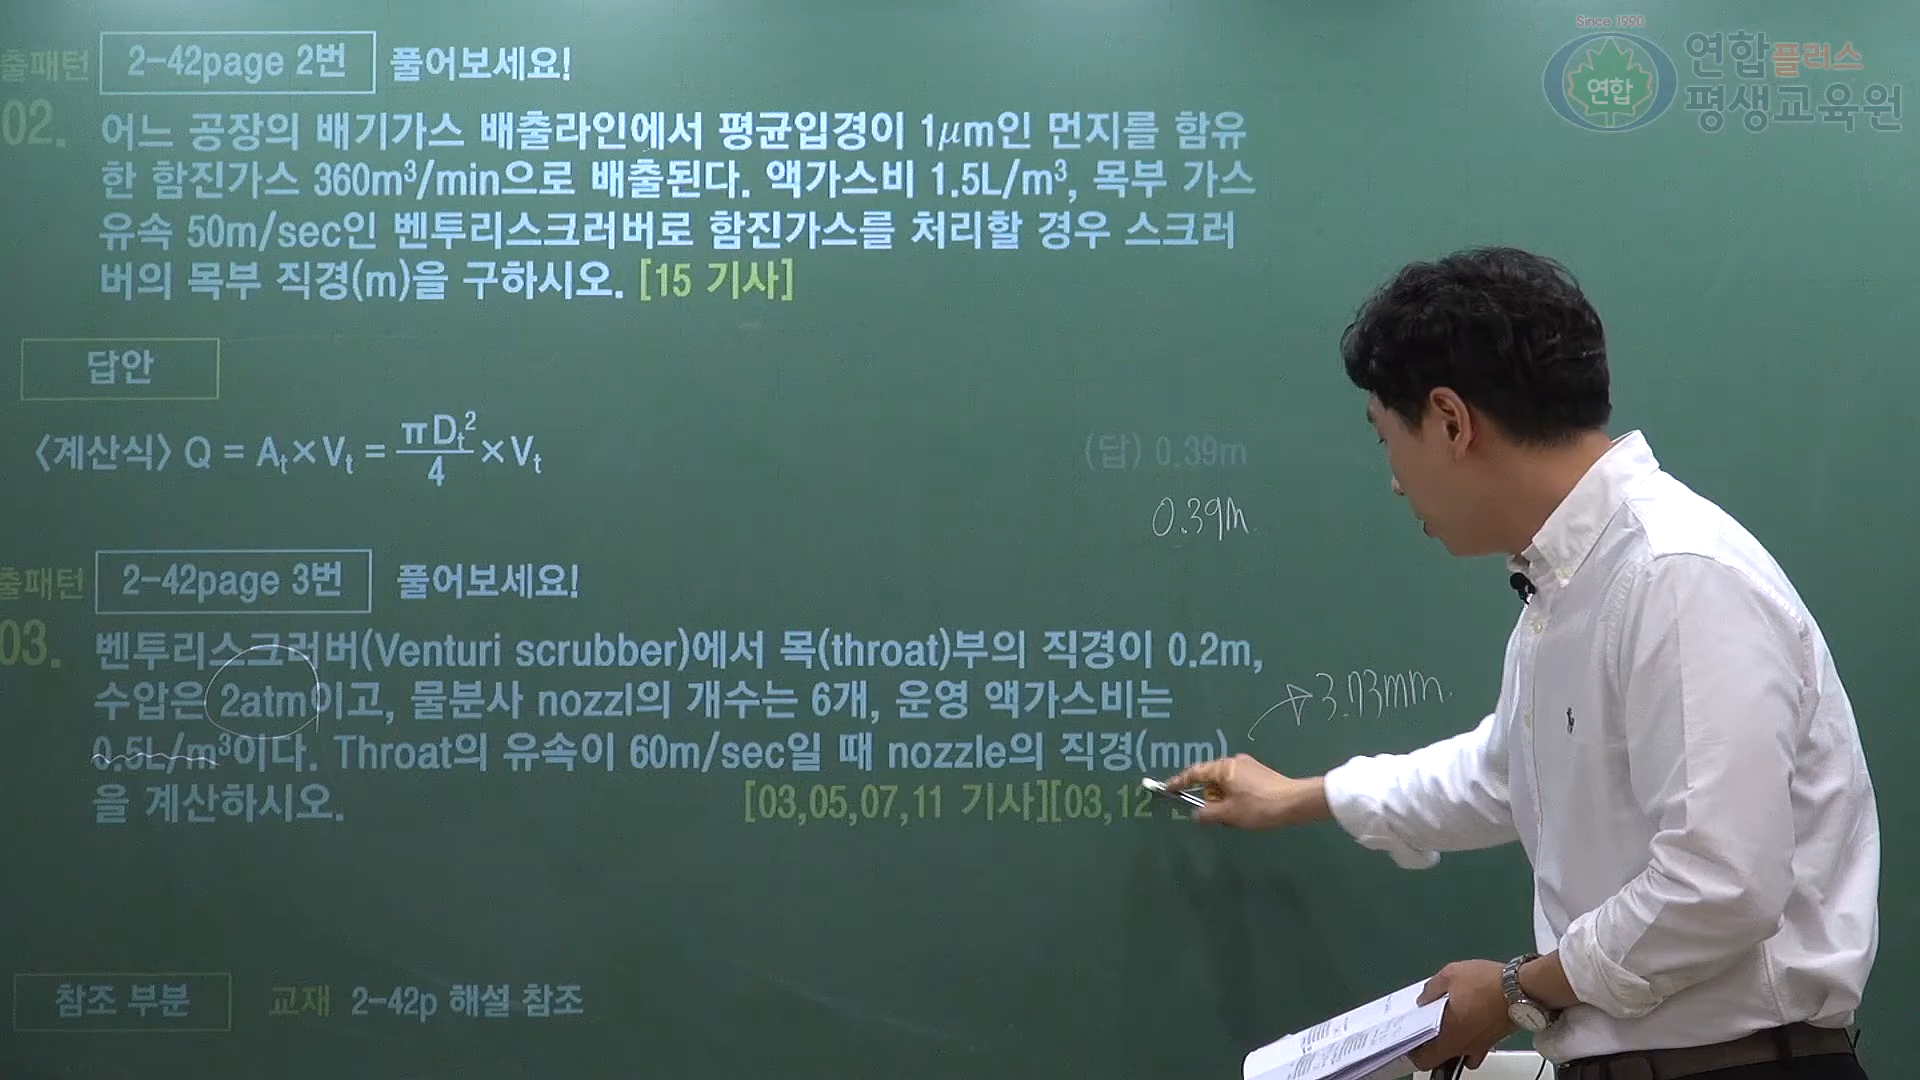 Since 1990
연합
연합플러스
평생교육원
출패턴 2-42page 2번 풀어보세요!
02. 어느 공장의 배기가스 배출라인에서 평균입경이 1μm인 먼지를 함유
한 함진가스 360m³/min으로 배출된다. 액가스비 1.5L/m³, 목부 가스
유속 50m/sec인 벤투리스크러버로 함진가스를 처리할 경우 스크러
버의 목부 직경(m)을 구하시오. [15 기사]
답안
<계산식> Q = At×Vt = πDt²/4 ×Vt (답) 0.39m
0.39m.
출패턴 2-42page 3번 풀어보세요!
03. 벤투리스크러버(Venturi scrubber)에서 목(throat)부의 직경이 0.2m,
수압은 2atm이고, 물분사 nozzl의 개수는 6개, 운영 액가스비는
→3.73mm.
0.5L/m³이다. Throat의 유속이 60m/sec일 때 nozzle의 직경(mm)
을 계산하시오. [03,05,07,11 기사][03,12
참조 부분 교재 2-42p 해설 참조